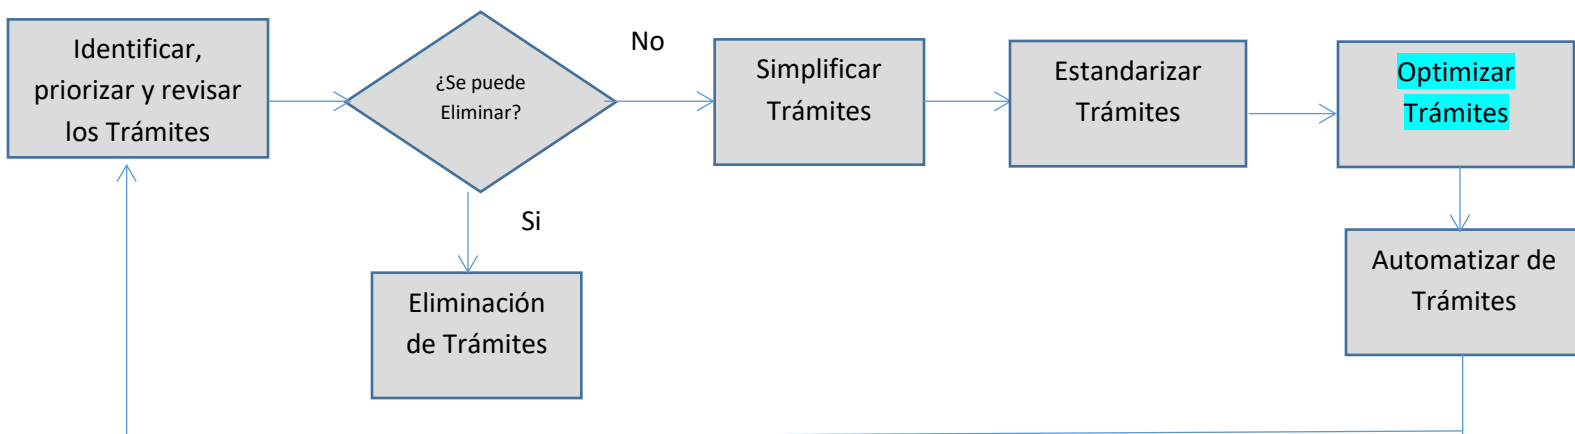 Identificar,
priorizar y revisar
los Trámites
¿Se puede
Eliminar?
No
Si
Eliminación
de Trámites
Simplificar
Trámites
Estandarizar
Trámites
Optimizar
Trámites
Automatizar de
Trámites